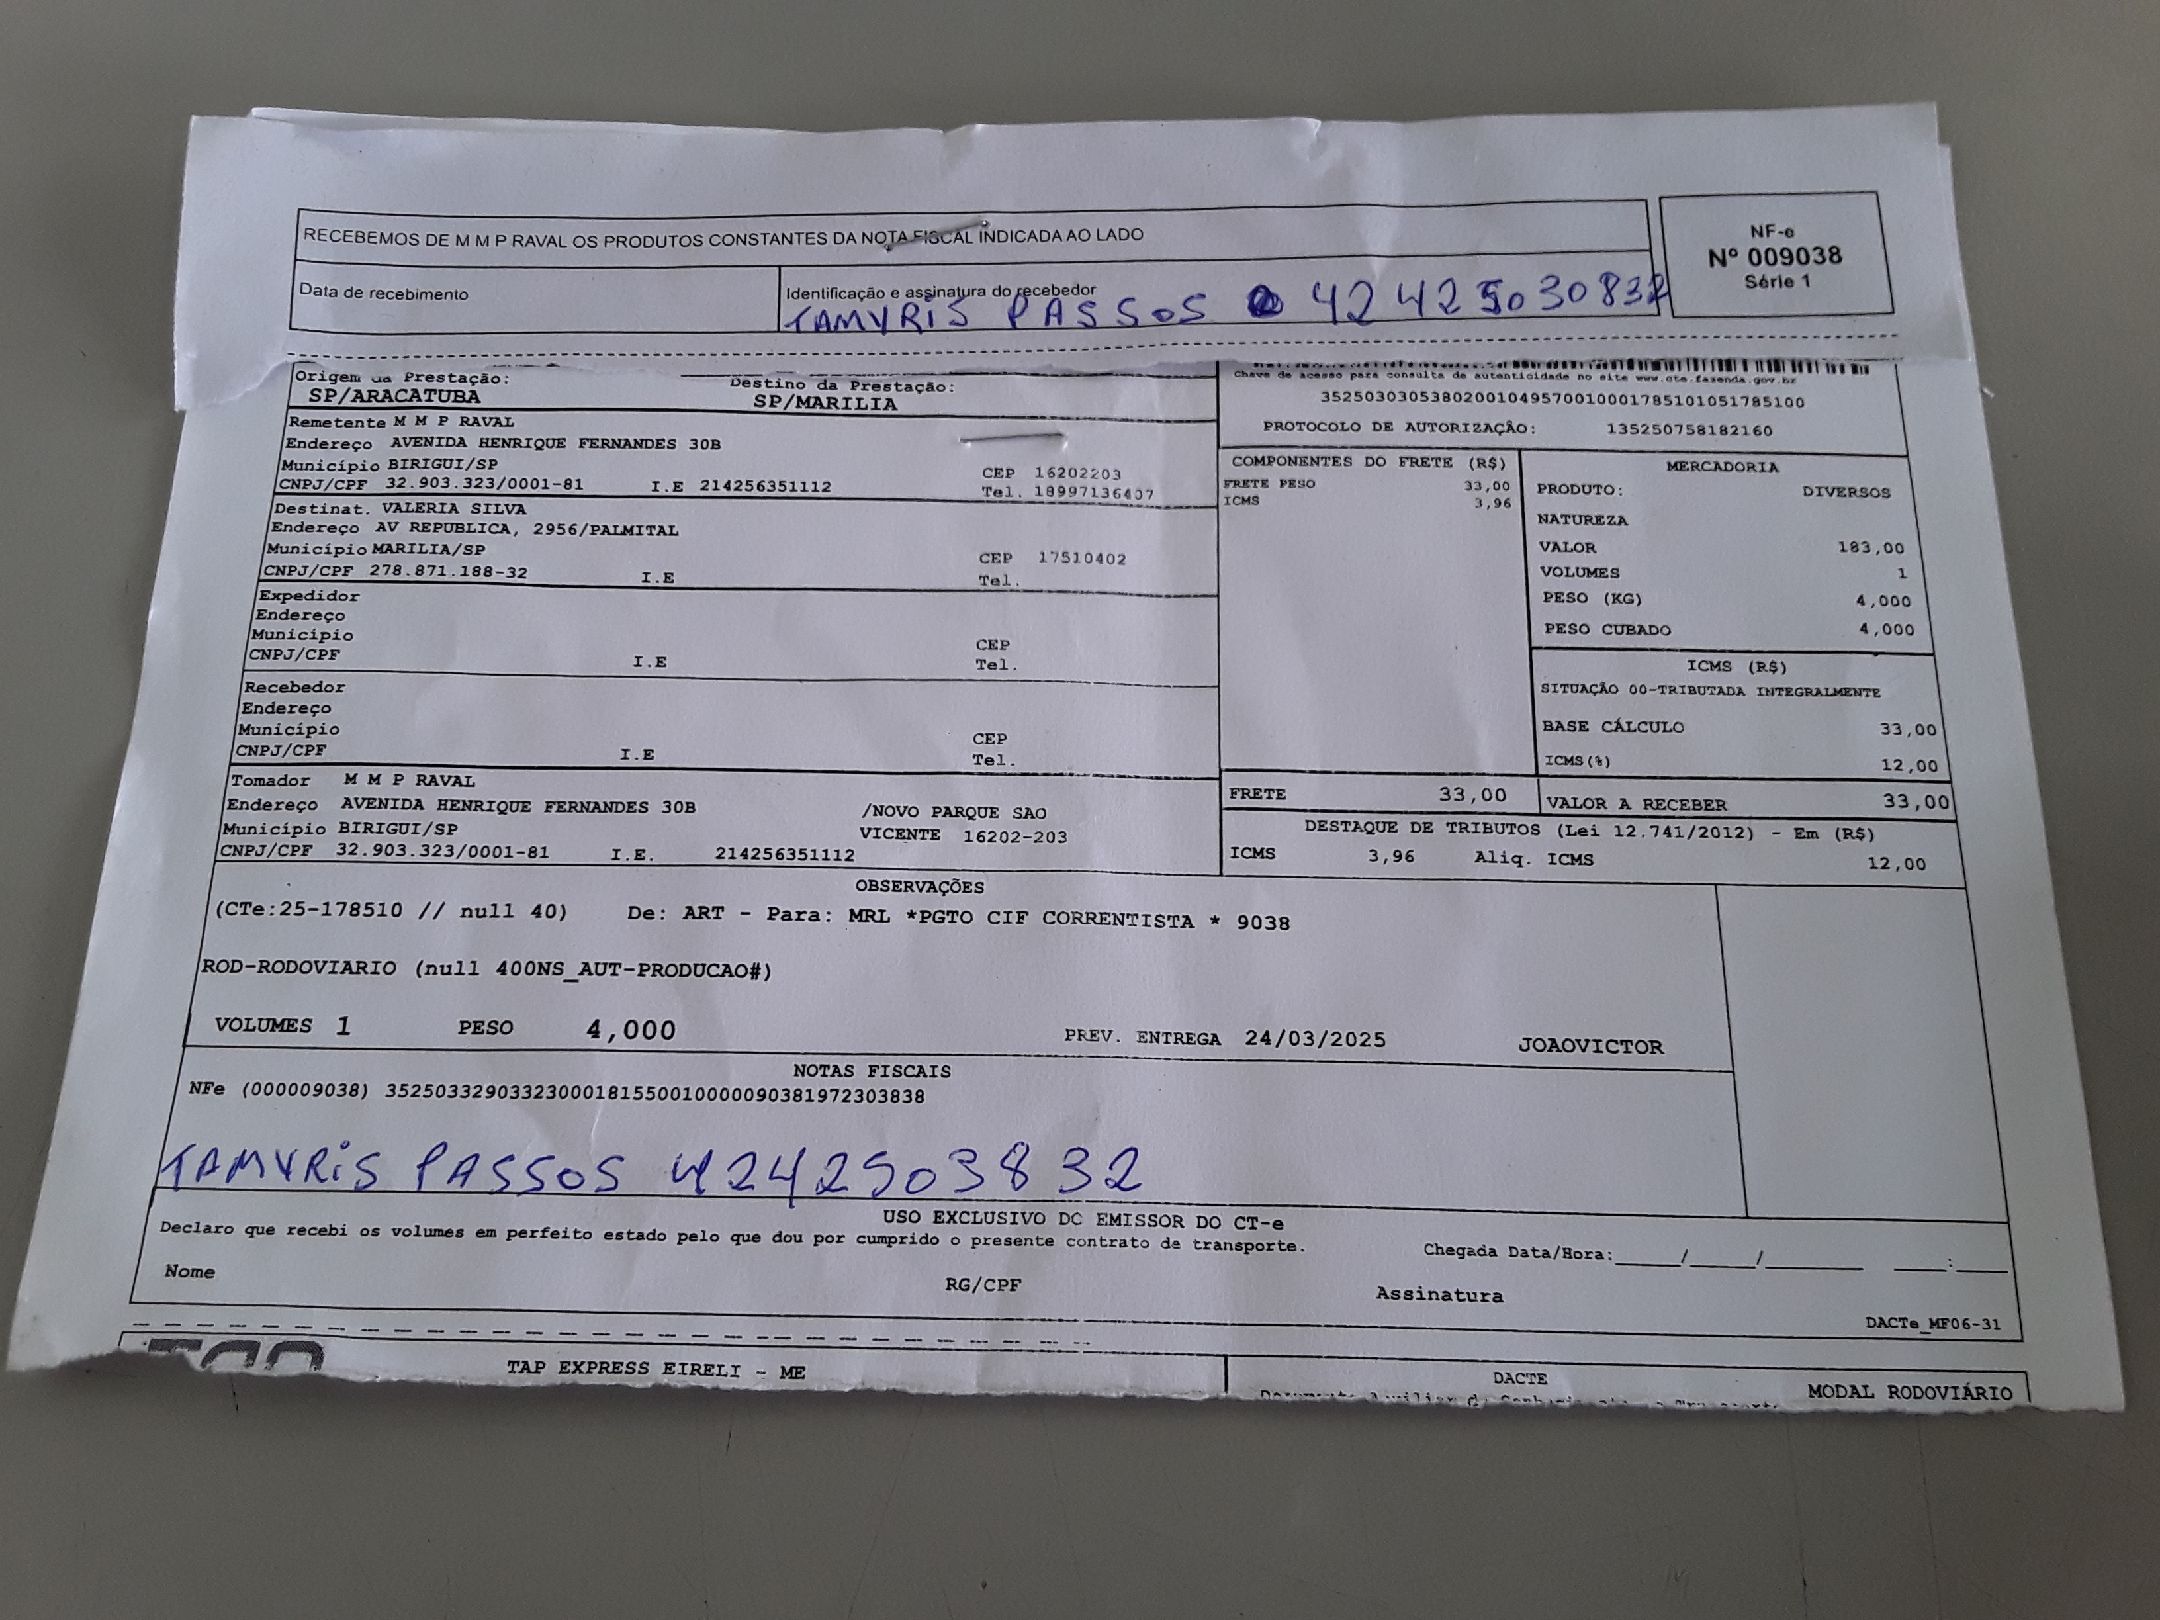 RECEBEMOS DE M M P RAVAL OS PRODUTOS CONSTANTES DA NOTA FISCAL INDICADA AO LADO
NF-e
Nº 009038
Série 1
Data de recebimento
Identificação e assinatura do recebedor
TAMYRIS PASSOS 42425030832
Origem da Prestação:
SP/ARACATUBA
Destino da Prestação:
SP/MARILIA
Chave de acesso para consulta de autenticidade no site www.cte.fazenda.gov.br
35250303053802001049570010001785101051785100
PROTOCOLO DE AUTORIZAÇÃO: 135250758182160
Remetente M M P RAVAL
Endereço AVENIDA HENRIQUE FERNANDES 30B
Município BIRIGUI/SP CEP 16202203
CNPJ/CPF 32.903.323/0001-81 I.E 214256351112 Tel. 18997136407
Destinat. VALERIA SILVA
Endereço AV REPUBLICA, 2956/PALMITAL
Município MARILIA/SP CEP 17510402
CNPJ/CPF 278.871.188-32 I.E Tel.
Expedidor
Endereço
Município CEP
CNPJ/CPF I.E Tel.
Recebedor
Endereço
Município CEP
CNPJ/CPF I.E Tel.
Tomador M M P RAVAL
Endereço AVENIDA HENRIQUE FERNANDES 30B /NOVO PARQUE SAO
Município BIRIGUI/SP VICENTE 16202-203
CNPJ/CPF 32.903.323/0001-81 I.E. 214256351112
COMPONENTES DO FRETE (R$)
FRETE PESO 33,00
ICMS 3,96
MERCADORIA
PRODUTO: DIVERSOS
NATUREZA
VALOR 183,00
VOLUMES 1
PESO (KG) 4,000
PESO CUBADO 4,000
ICMS (R$)
SITUAÇÃO 00-TRIBUTADA INTEGRALMENTE
BASE CÁLCULO 33,00
ICMS(%) 12,00
FRETE 33,00 VALOR A RECEBER 33,00
DESTAQUE DE TRIBUTOS (Lei 12.741/2012) - Em (R$)
ICMS 3,96 Aliq. ICMS 12,00
OBSERVAÇÕES
(CTe:25-178510 // null 40) De: ART - Para: MRL *PGTO CIF CORRENTISTA * 9038
ROD-RODOVIARIO (null 400NS_AUT-PRODUCAO#)
VOLUMES 1 PESO 4,000 PREV. ENTREGA 24/03/2025 JOAOVICTOR
NOTAS FISCAIS
NFe (000009038) 35250332903323000181550010000090381972303838
TAMYRIS PASSOS 4242503832
USO EXCLUSIVO DO EMISSOR DO CT-e
Declaro que recebi os volumes em perfeito estado pelo que dou por cumprido o presente contrato de transporte.
Chegada Data/Hora:_____/_____/_______ ____:____
Nome RG/CPF Assinatura
DACTe_MF06-31
TAP EXPRESS EIRELI - ME
DACTE
MODAL RODOVIÁRIO